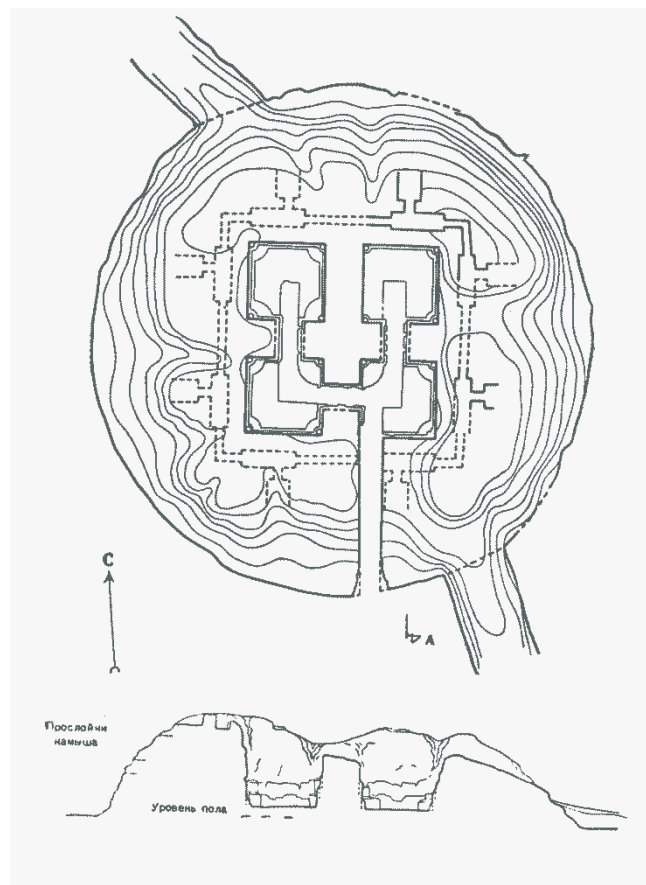 С
А
Прослойки
камыша
Уровень пола